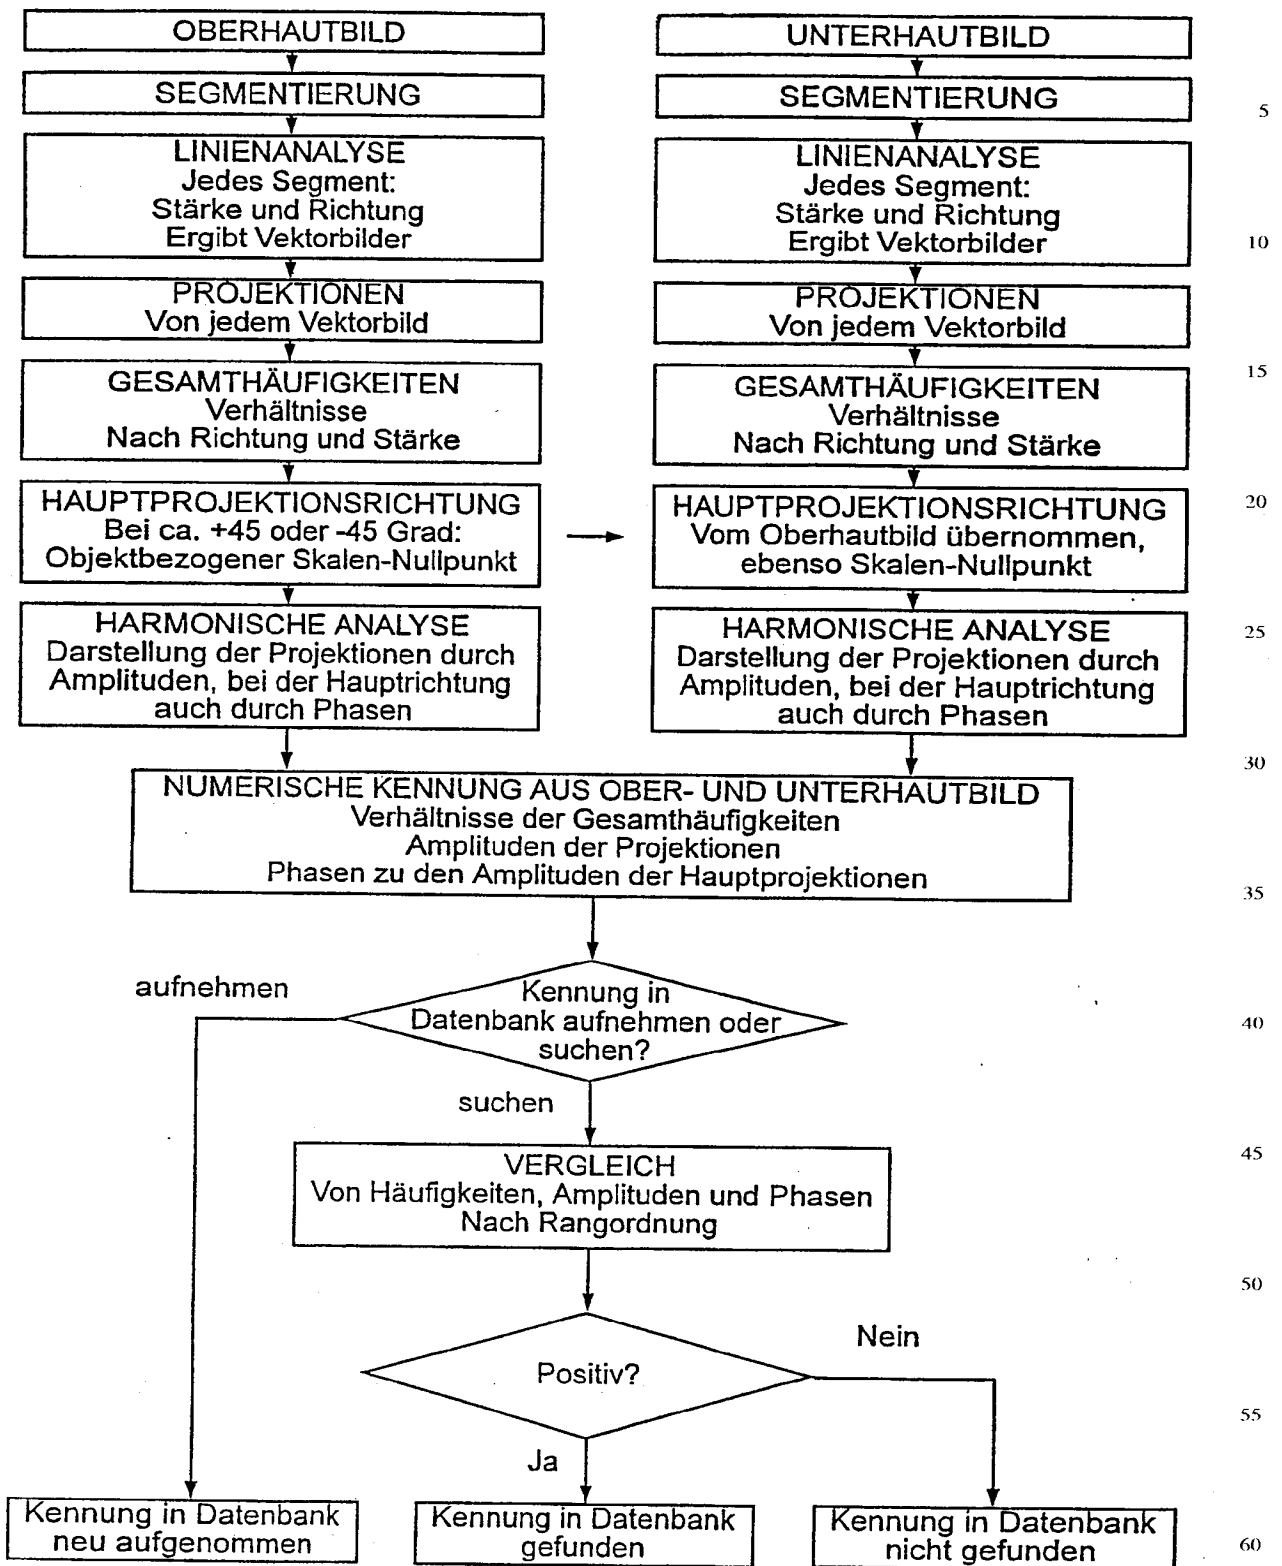 OBERHAUTBILD
SEGMENTIERUNG
LINIENANALYSE
Jedes Segment:
Stärke und Richtung
Ergibt Vektorbilder
PROJEKTIONEN
Von jedem Vektorbild
GESAMTHÄUFIGKEITEN
Verhältnisse
Nach Richtung und Stärke
HAUPTPROJEKTIONSRICHTUNG
Bei ca. +45 oder -45 Grad:
Objektbezogener Skalen-Nullpunkt
HARMONISCHE ANALYSE
Darstellung der Projektionen durch
Amplituden, bei der Hauptrichtung
auch durch Phasen
UNTERHAUTBILD
SEGMENTIERUNG
LINIENANALYSE
Jedes Segment:
Stärke und Richtung
Ergibt Vektorbilder
PROJEKTIONEN
Von jedem Vektorbild
GESAMTHÄUFIGKEITEN
Verhältnisse
Nach Richtung und Stärke
HAUPTPROJEKTIONSRICHTUNG
Vom Oberhautbild übernommen,
ebenso Skalen-Nullpunkt
HARMONISCHE ANALYSE
Darstellung der Projektionen durch
Amplituden, bei der Hauptrichtung
auch durch Phasen
NUMERISCHE KENNUNG AUS OBER- UND UNTERHAUTBILD
Verhältnisse der Gesamthäufigkeiten
Amplituden der Projektionen
Phasen zu den Amplituden der Hauptprojektionen
aufnehmen
Kennung in
Datenbank aufnehmen oder
suchen?
suchen
VERGLEICH
Von Häufigkeiten, Amplituden und Phasen
Nach Rangordnung
Positiv?
Nein
Ja
Kennung in Datenbank
neu aufgenommen
Kennung in Datenbank
gefunden
Kennung in Datenbank
nicht gefunden
5
10
15
20
25
30
35
40
45
50
55
60